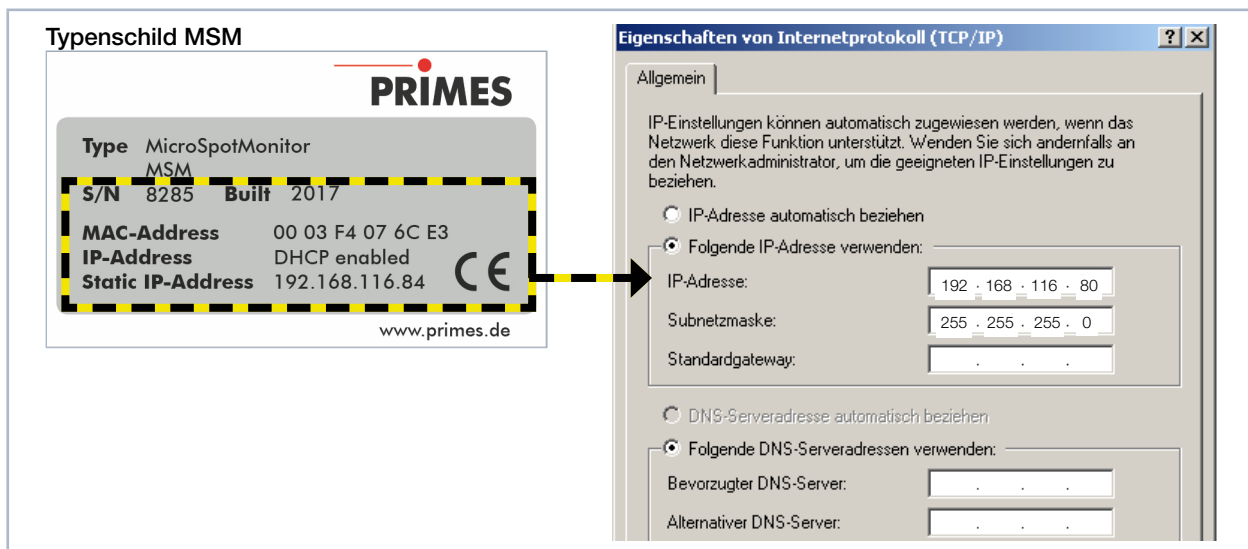 Typenschild MSM
PRIMES
Type MicroSpotMonitor
MSM
S/N 8285 Built 2017
MAC-Address 00 03 F4 07 6C E3
IP-Address DHCP enabled
Static IP-Address 192.168.116.84
CE
www.primes.de
Eigenschaften von Internetprotokoll (TCP/IP)
Allgemein
IP-Einstellungen können automatisch zugewiesen werden, wenn das
Netzwerk diese Funktion unterstützt. Wenden Sie sich andernfalls an
den Netzwerkadministrator, um die geeigneten IP-Einstellungen zu
beziehen.
IP-Adresse automatisch beziehen
Folgende IP-Adresse verwenden:
IP-Adresse: 192 . 168 . 116 . 80
Subnetzmaske: 255 . 255 . 255 . 0
Standardgateway: . . .
DNS-Serveradresse automatisch beziehen
Folgende DNS-Serveradressen verwenden:
Bevorzugter DNS-Server: . . .
Alternativer DNS-Server: . . .